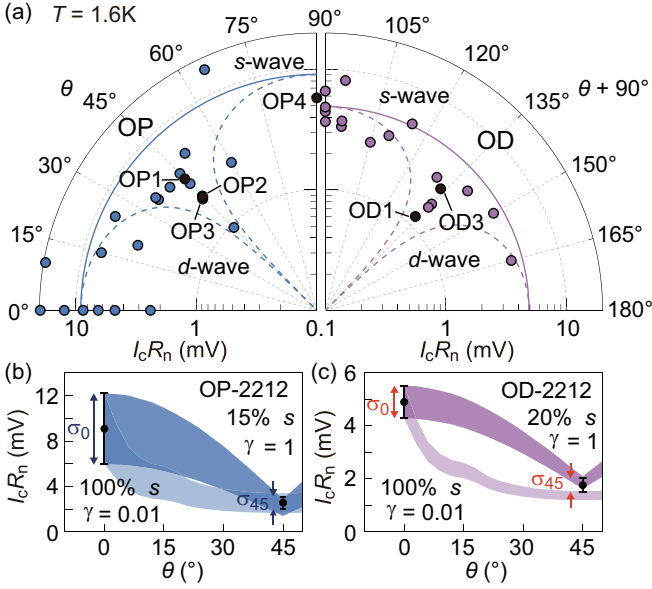 (a) T = 1.6K
90°
75°
105°
60°
120°
θ
45°
s-wave
s-wave
θ + 90°
135°
OP4
OP
OD
30°
150°
OP1
OP2
OP3
OD1
OD3
15°
165°
d-wave
d-wave
0°
180°
10
1
0.1
1
10
IcRn (mV)
IcRn (mV)
(b)
OP-2212
15% s
γ = 1
σ0
σ45
100% s
γ = 0.01
IcRn (mV)
12
8
4
0
0
15
30
45
θ (°)
(c)
OD-2212
20% s
γ = 1
σ0
σ45
100% s
γ = 0.01
IcRn (mV)
6
4
2
0
0
15
30
45
θ (°)